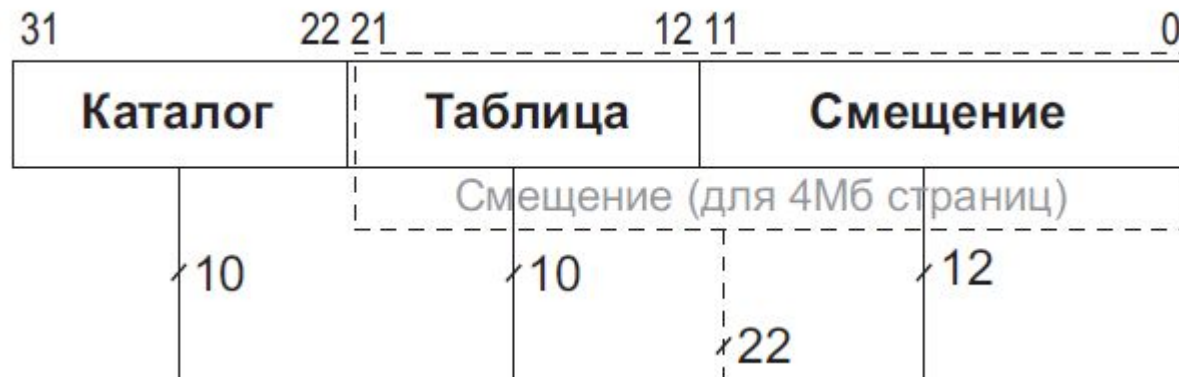 31 22 21 12 11 0
Каталог Таблица Смещение
Смещение (для 4Мб страниц)
10 10 12
22